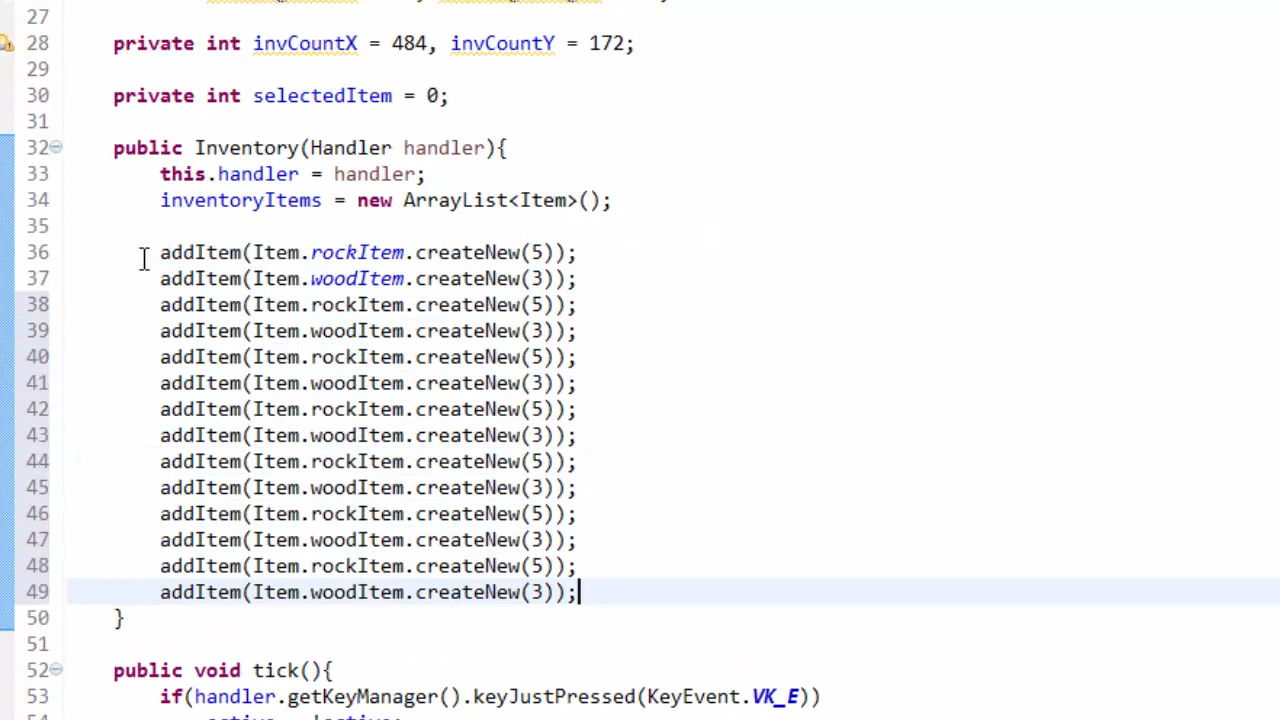 27
28 private int invCountX = 484, invCountY = 172;
29
30 private int selectedItem = 0;
31
32 public Inventory(Handler handler){
33 this.handler = handler;
34 inventoryItems = new ArrayList<Item>();
35
36 addItem(Item.rockItem.createNew(5));
37 addItem(Item.woodItem.createNew(3));
38 addItem(Item.rockItem.createNew(5));
39 addItem(Item.woodItem.createNew(3));
40 addItem(Item.rockItem.createNew(5));
41 addItem(Item.woodItem.createNew(3));
42 addItem(Item.rockItem.createNew(5));
43 addItem(Item.woodItem.createNew(3));
44 addItem(Item.rockItem.createNew(5));
45 addItem(Item.woodItem.createNew(3));
46 addItem(Item.rockItem.createNew(5));
47 addItem(Item.woodItem.createNew(3));
48 addItem(Item.rockItem.createNew(5));
49 addItem(Item.woodItem.createNew(3));
50 }
51
52 public void tick(){
53 if(handler.getKeyManager().keyJustPressed(KeyEvent.VK_E))